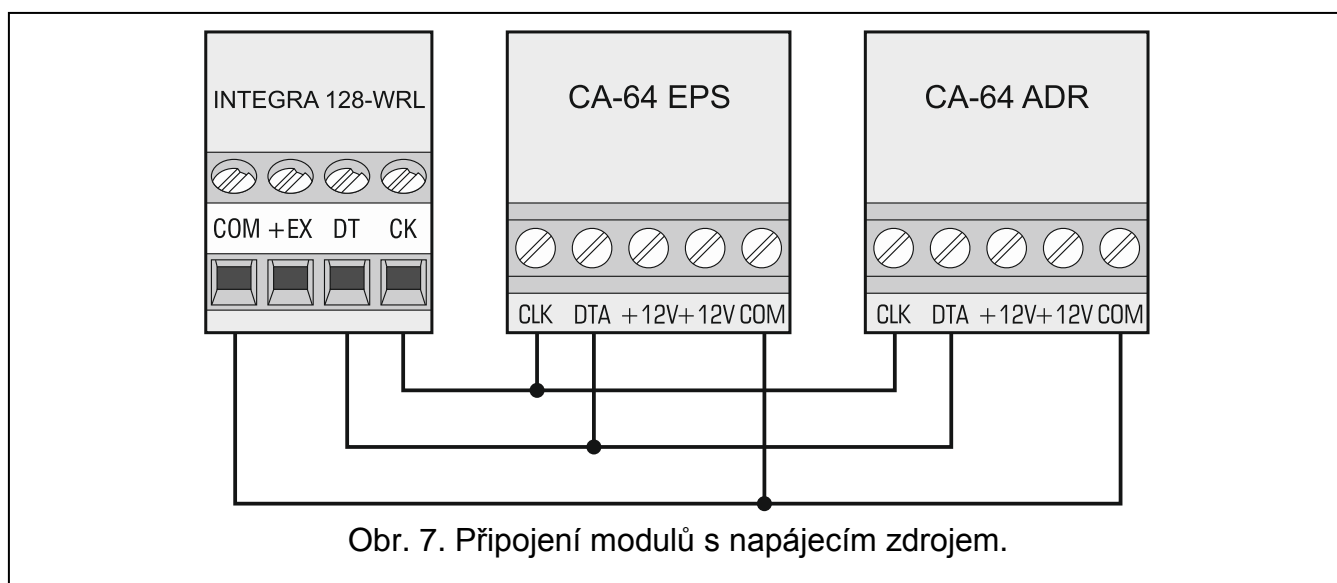 INTEGRA 128-WRL
CA-64 EPS
CA-64 ADR
COM +EX DT CK
CLK DTA +12V+12V COM
CLK DTA +12V+12V COM
Obr. 7. Připojení modulů s napájecím zdrojem.